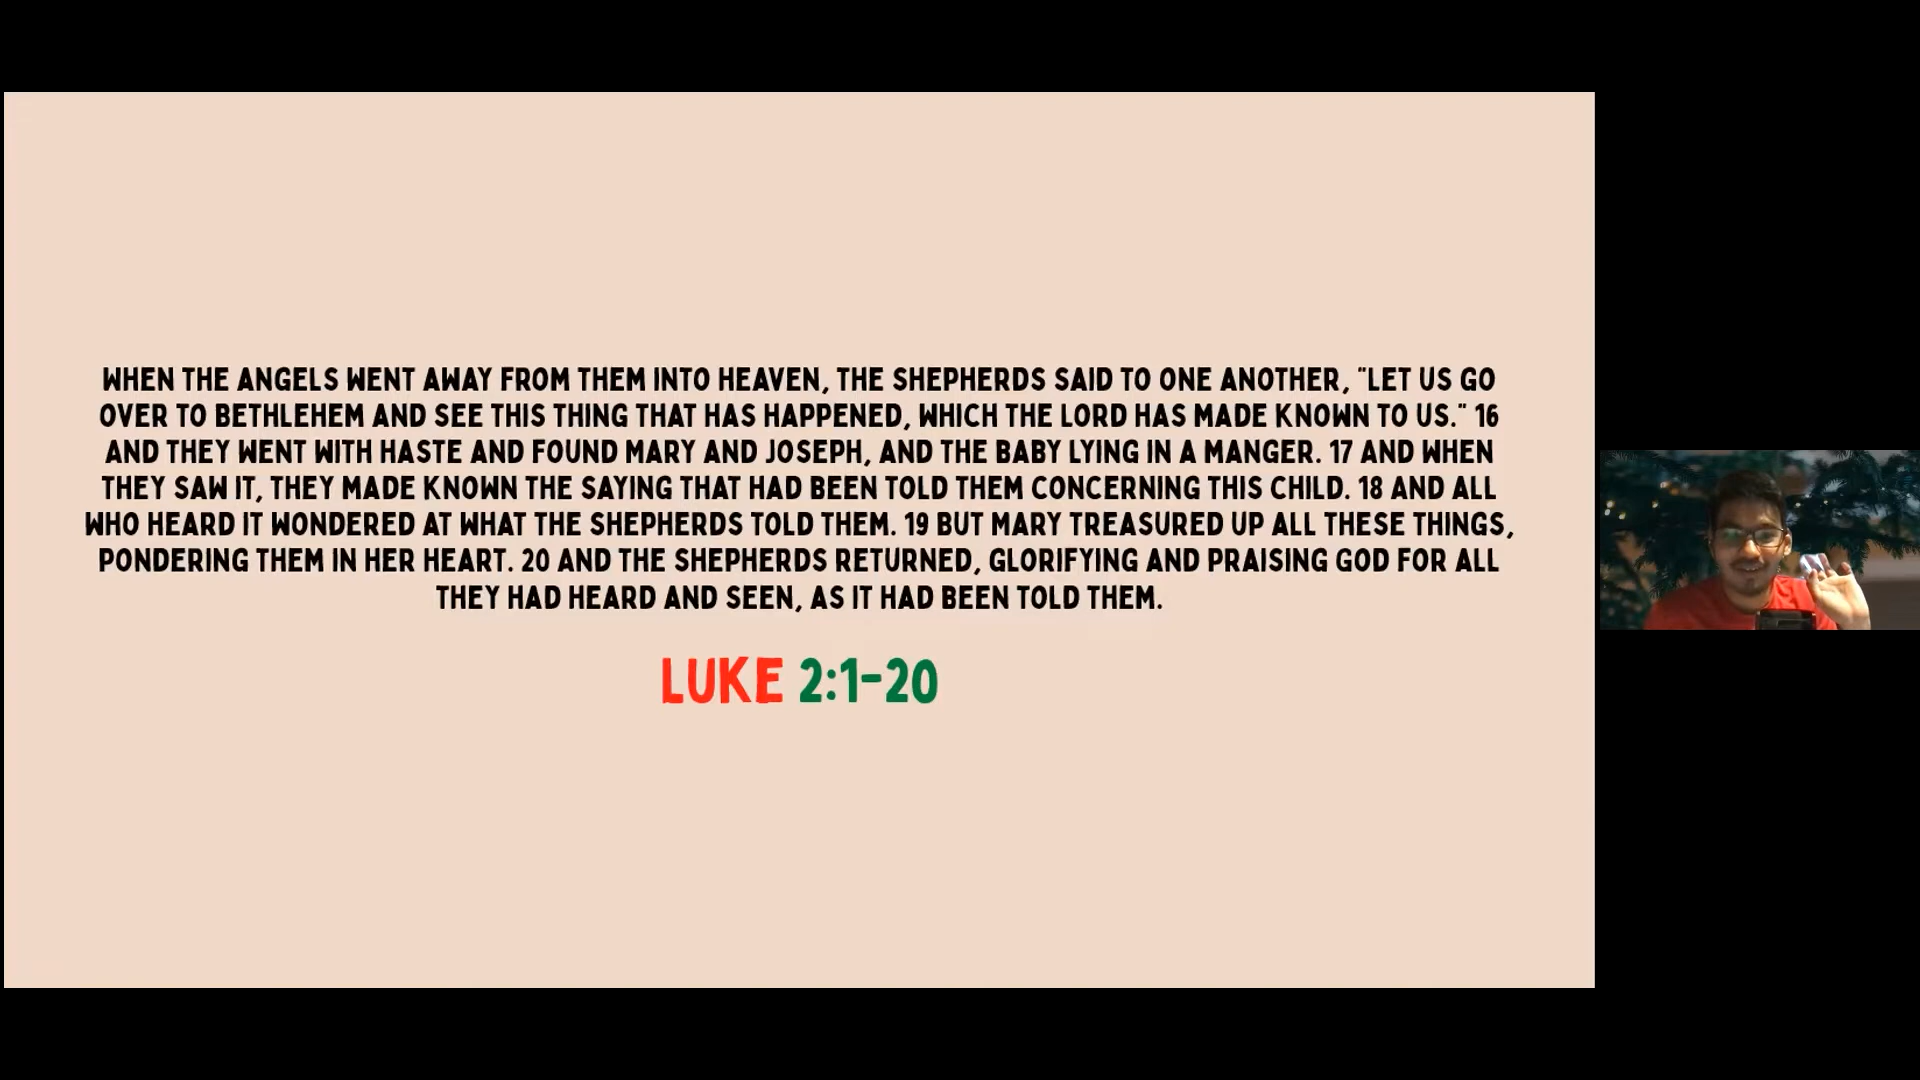 WHEN THE ANGELS WENT AWAY FROM THEM INTO HEAVEN, THE SHEPHERDS SAID TO ONE ANOTHER, "LET US GO
OVER TO BETHLEHEM AND SEE THIS THING THAT HAS HAPPENED, WHICH THE LORD HAS MADE KNOWN TO US." 16
AND THEY WENT WITH HASTE AND FOUND MARY AND JOSEPH, AND THE BABY LYING IN A MANGER. 17 AND WHEN
THEY SAW IT, THEY MADE KNOWN THE SAYING THAT HAD BEEN TOLD THEM CONCERNING THIS CHILD. 18 AND ALL
WHO HEARD IT WONDERED AT WHAT THE SHEPHERDS TOLD THEM. 19 BUT MARY TREASURED UP ALL THESE THINGS,
PONDERING THEM IN HER HEART. 20 AND THE SHEPHERDS RETURNED, GLORIFYING AND PRAISING GOD FOR ALL
THEY HAD HEARD AND SEEN, AS IT HAD BEEN TOLD THEM.
LUKE 2:1-20